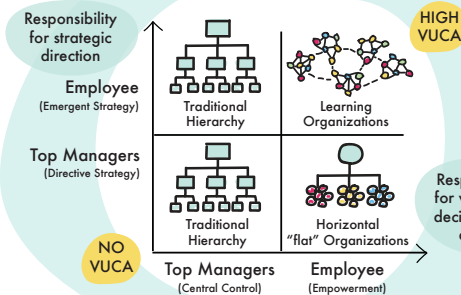 Responsibility
for strategic
direction
HIGH
VUCA
Employee
(Emergent Strategy)
Traditional
Hierarchy
Learning
Organizations
Top Managers
(Directive Strategy)
Traditional
Hierarchy
Horizontal
"flat" Organizations
NO
VUCA
Top Managers
(Central Control)
Employee
(Empowerment)